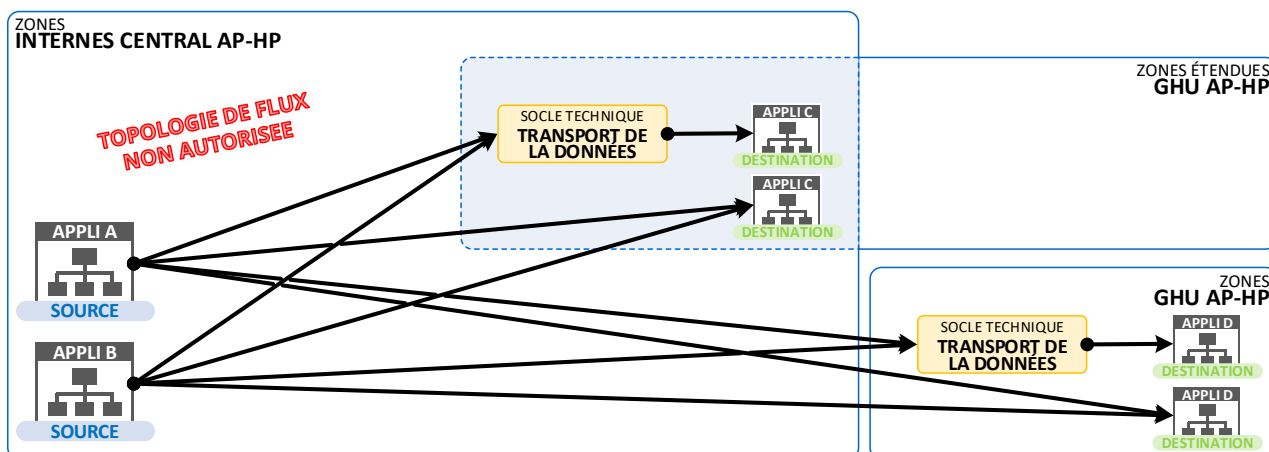 ZONES
INTERNES CENTRAL AP-HP
ZONES ÉTENDUES
GHU AP-HP
TOPOLOGIE DE FLUX
NON AUTORISEE
SOCLE TECHNIQUE
TRANSPORT DE
LA DONNÉES
APPLI C
DESTINATION
APPLI C
DESTINATION
APPLI A
SOURCE
ZONES
GHU AP-HP
SOCLE TECHNIQUE
TRANSPORT DE
LA DONNÉES
APPLI D
DESTINATION
APPLI B
SOURCE
APPLI D
DESTINATION